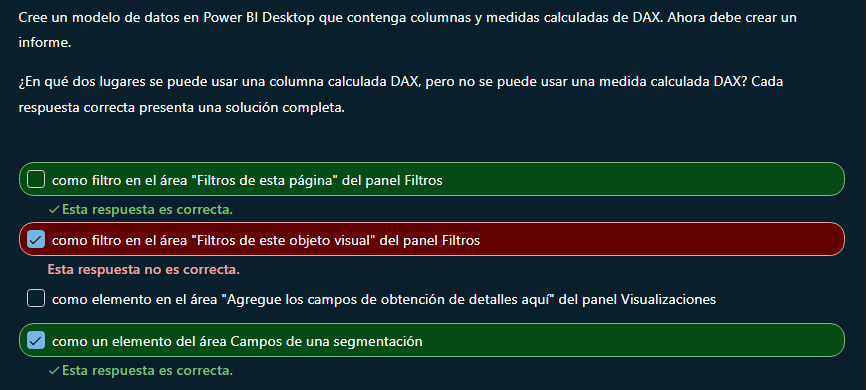 Cree un modelo de datos en Power BI Desktop que contenga columnas y medidas calculadas de DAX. Ahora debe crear un
informe.
¿En qué dos lugares se puede usar una columna calculada DAX, pero no se puede usar una medida calculada DAX? Cada
respuesta correcta presenta una solución completa.
como filtro en el área "Filtros de esta página" del panel Filtros
Esta respuesta es correcta.
como filtro en el área "Filtros de este objeto visual" del panel Filtros
Esta respuesta no es correcta.
como elemento en el área "Agregue los campos de obtención de detalles aquí" del panel Visualizaciones
como un elemento del área Campos de una segmentación
Esta respuesta es correcta.